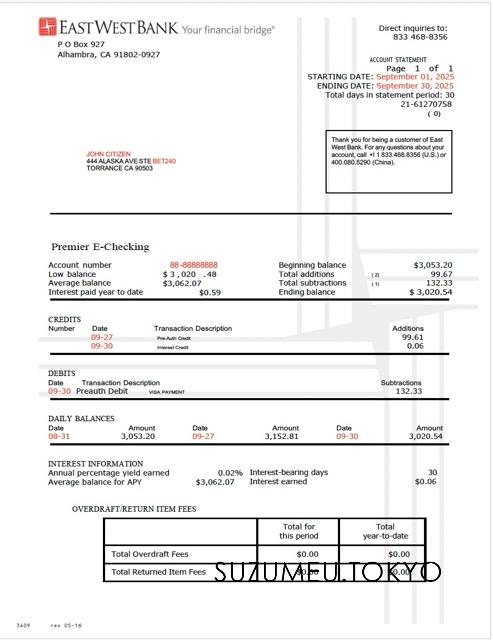 EASTWESTBANK Your financial bridge®
P O Box 927
Alhambra, CA 91802-0927
Direct inquiries to:
833 468-8356
ACCOUNT STATEMENT
Page 1 of 1
STARTING DATE: September 01, 2025
ENDING DATE: September 30, 2025
Total days in statement period: 30
21-61270758
( 0)
JOHN CITIZEN
444 ALASKA AVE STE BET240
TORRANCE CA 90503
Thank you for being a customer of East
West Bank. For any questions about your
account, call +1 833.468.8356 (U.S.) or
400.080.5290 (China).
Premier E-Checking
Account number 88-88888888 Beginning balance $3,053.20
Low balance $3,020 .48 Total additions (2) 99.67
Average balance $3,062.07 Total subtractions (1) 132.33
Interest paid year to date $0.59 Ending balance $ 3,020.54
CREDITS
Number Date Transaction Description Additions
09-27 Pre-Auth Credit 99.61
09-30 Interest Credit 0.06
DEBITS
Date Transaction Description Subtractions
09-30 Preauth Debit VISA PAYMENT 132.33
DAILY BALANCES
Date Amount Date Amount Date Amount
08-31 3,053.20 09-27 3,152.81 09-30 3,020.54
INTEREST INFORMATION
Annual percentage yield earned 0.02% Interest-bearing days 30
Average balance for APY $3,062.07 Interest earned $0.06
OVERDRAFT/RETURN ITEM FEES
Total for this period Total year-to-date
Total Overdraft Fees $0.00 $0.00
Total Returned Item Fees $0.00 $0.00
SUZUMEU.TOKYO
3409 rev 05-16